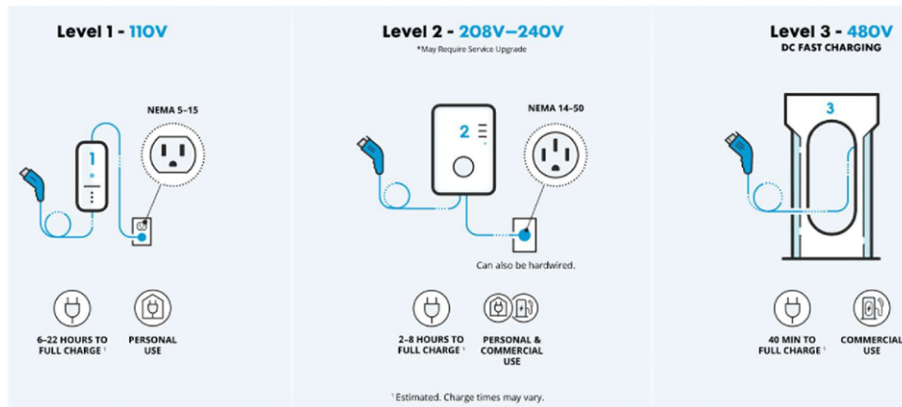 Level 1 - 110V
NEMA 5–15
1
6–22 HOURS TO
FULL CHARGE ¹
PERSONAL
USE
Level 2 - 208V–240V
*May Require Service Upgrade
NEMA 14–50
2
Can also be hardwired.
2–8 HOURS TO
FULL CHARGE ¹
PERSONAL &
COMMERCIAL
USE
Level 3 - 480V
DC FAST CHARGING
3
40 MIN TO
FULL CHARGE ¹
COMMERCIAL
USE
¹ Estimated. Charge times may vary.